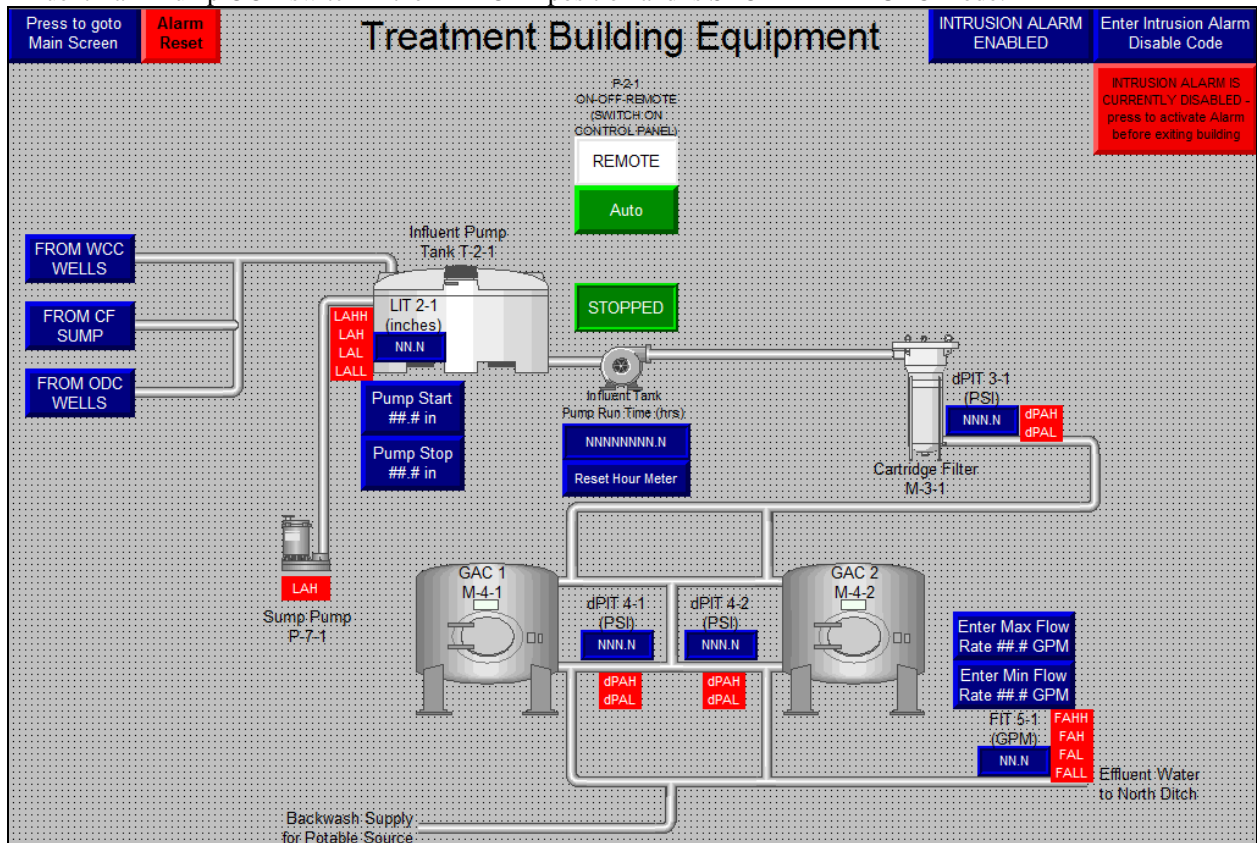 Press to goto
Main Screen
Alarm
Reset
Treatment Building Equipment
INTRUSION ALARM
ENABLED
Enter Intrusion Alarm
Disable Code
INTRUSION ALARM IS
CURRENTLY DISABLED -
press to activate Alarm
before exiting building
P-2-1
ON-OFF-REMOTE
(SWITCH ON
CONTROL PANEL)
REMOTE
Auto
STOPPED
FROM WCC
WELLS
FROM CF
SUMP
FROM ODC
WELLS
Influent Pump
Tank T-2-1
LIT 2-1
(inches)
NN.N
LAHH
LAH
LAL
LALL
Pump Start
##.# in
Pump Stop
##.# in
Influent Tank
Pump Run Time (hrs)
NNNNNNNN.N
Reset Hour Meter
dPIT 3-1
(PSI)
NNN.N
dPAH
dPAL
Cartridge Filter
M-3-1
LAH
Sump Pump
P-7-1
GAC 1
M-4-1
dPIT 4-1
(PSI)
NNN.N
dPAH
dPAL
dPIT 4-2
(PSI)
NNN.N
dPAH
dPAL
GAC 2
M-4-2
Enter Max Flow
Rate ##.# GPM
Enter Min Flow
Rate ##.# GPM
FIT 5-1
(GPM)
NN.N
FAHH
FAH
FAL
FALL
Effluent Water
to North Ditch
Backwash Supply
for Potable Source